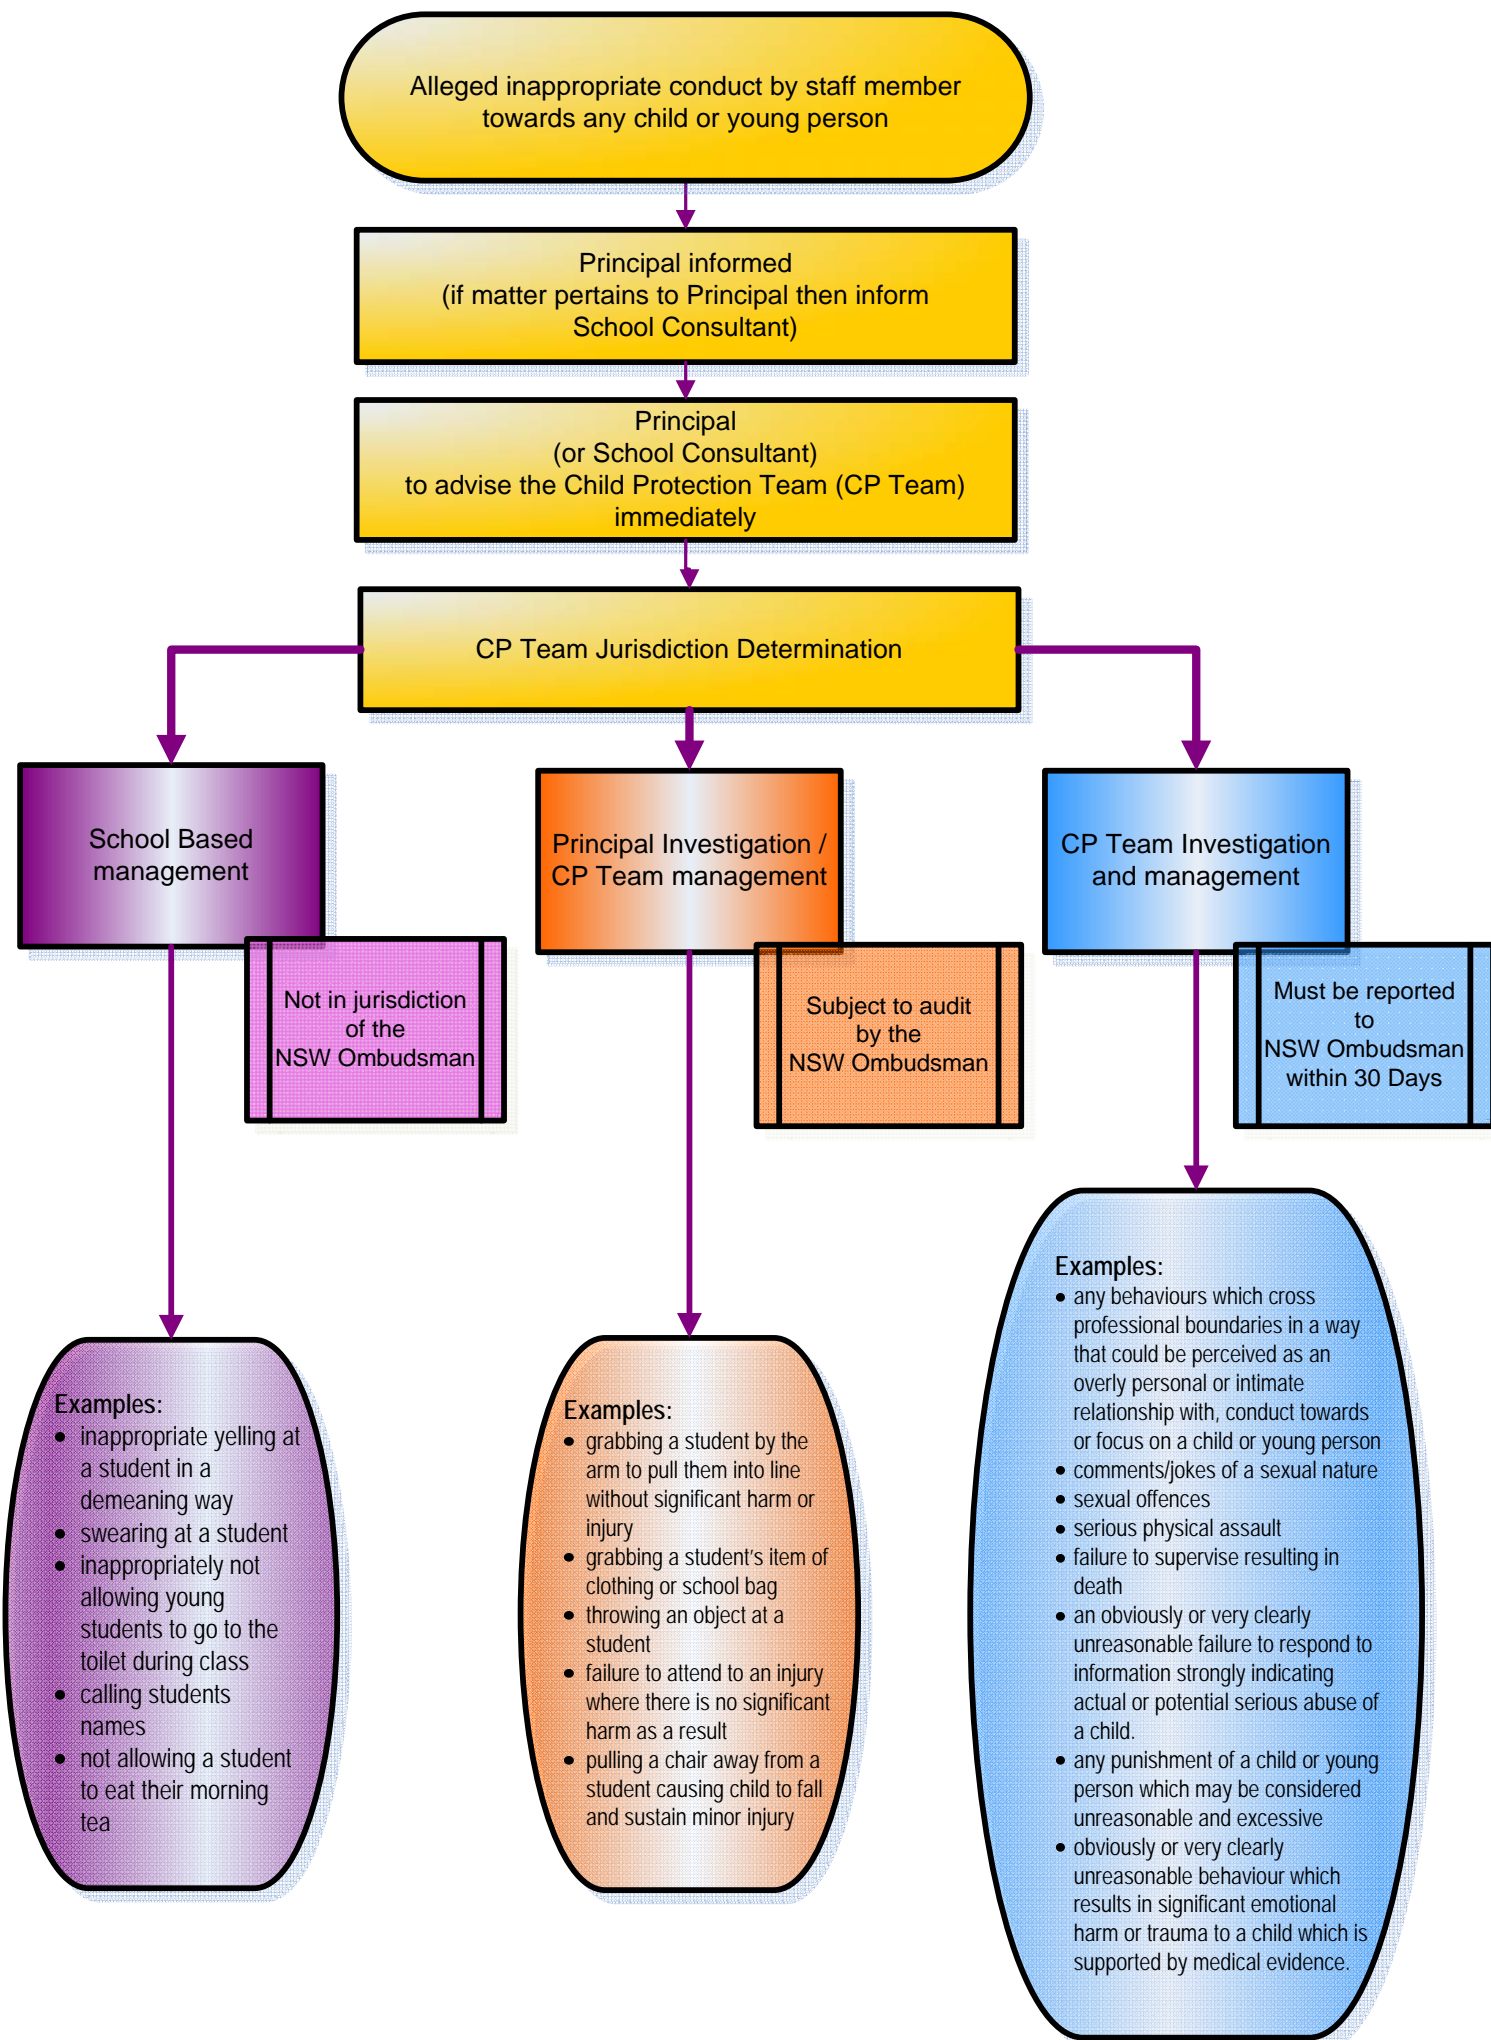 Alleged inappropriate conduct by staff member
towards any child or young person
Principal informed
(if matter pertains to Principal then inform
School Consultant)
Principal
(or School Consultant)
to advise the Child Protection Team (CP Team)
immediately
CP Team Jurisdiction Determination
School Based
management
Not in jurisdiction
of the
NSW Ombudsman
Principal Investigation /
CP Team management
Subject to audit
by the
NSW Ombudsman
CP Team Investigation
and management
Must be reported
to
NSW Ombudsman
within 30 Days
Examples:
• inappropriate yelling at
a student in a
demeaning way
• swearing at a student
• inappropriately not
allowing young
students to go to the
toilet during class
• calling students
names
• not allowing a student
to eat their morning
tea
Examples:
• grabbing a student by the
arm to pull them into line
without significant harm or
injury
• grabbing a student's item of
clothing or school bag
• throwing an object at a
student
• failure to attend to an injury
where there is no significant
harm as a result
• pulling a chair away from a
student causing child to fall
and sustain minor injury
Examples:
• any behaviours which cross
professional boundaries in a way
that could be perceived as an
overly personal or intimate
relationship with, conduct towards
or focus on a child or young person
• comments/jokes of a sexual nature
• sexual offences
• serious physical assault
• failure to supervise resulting in
death
• an obviously or very clearly
unreasonable failure to respond to
information strongly indicating
actual or potential serious abuse of
a child.
• any punishment of a child or young
person which may be considered
unreasonable and excessive
• obviously or very clearly
unreasonable behaviour which
results in significant emotional
harm or trauma to a child which is
supported by medical evidence.